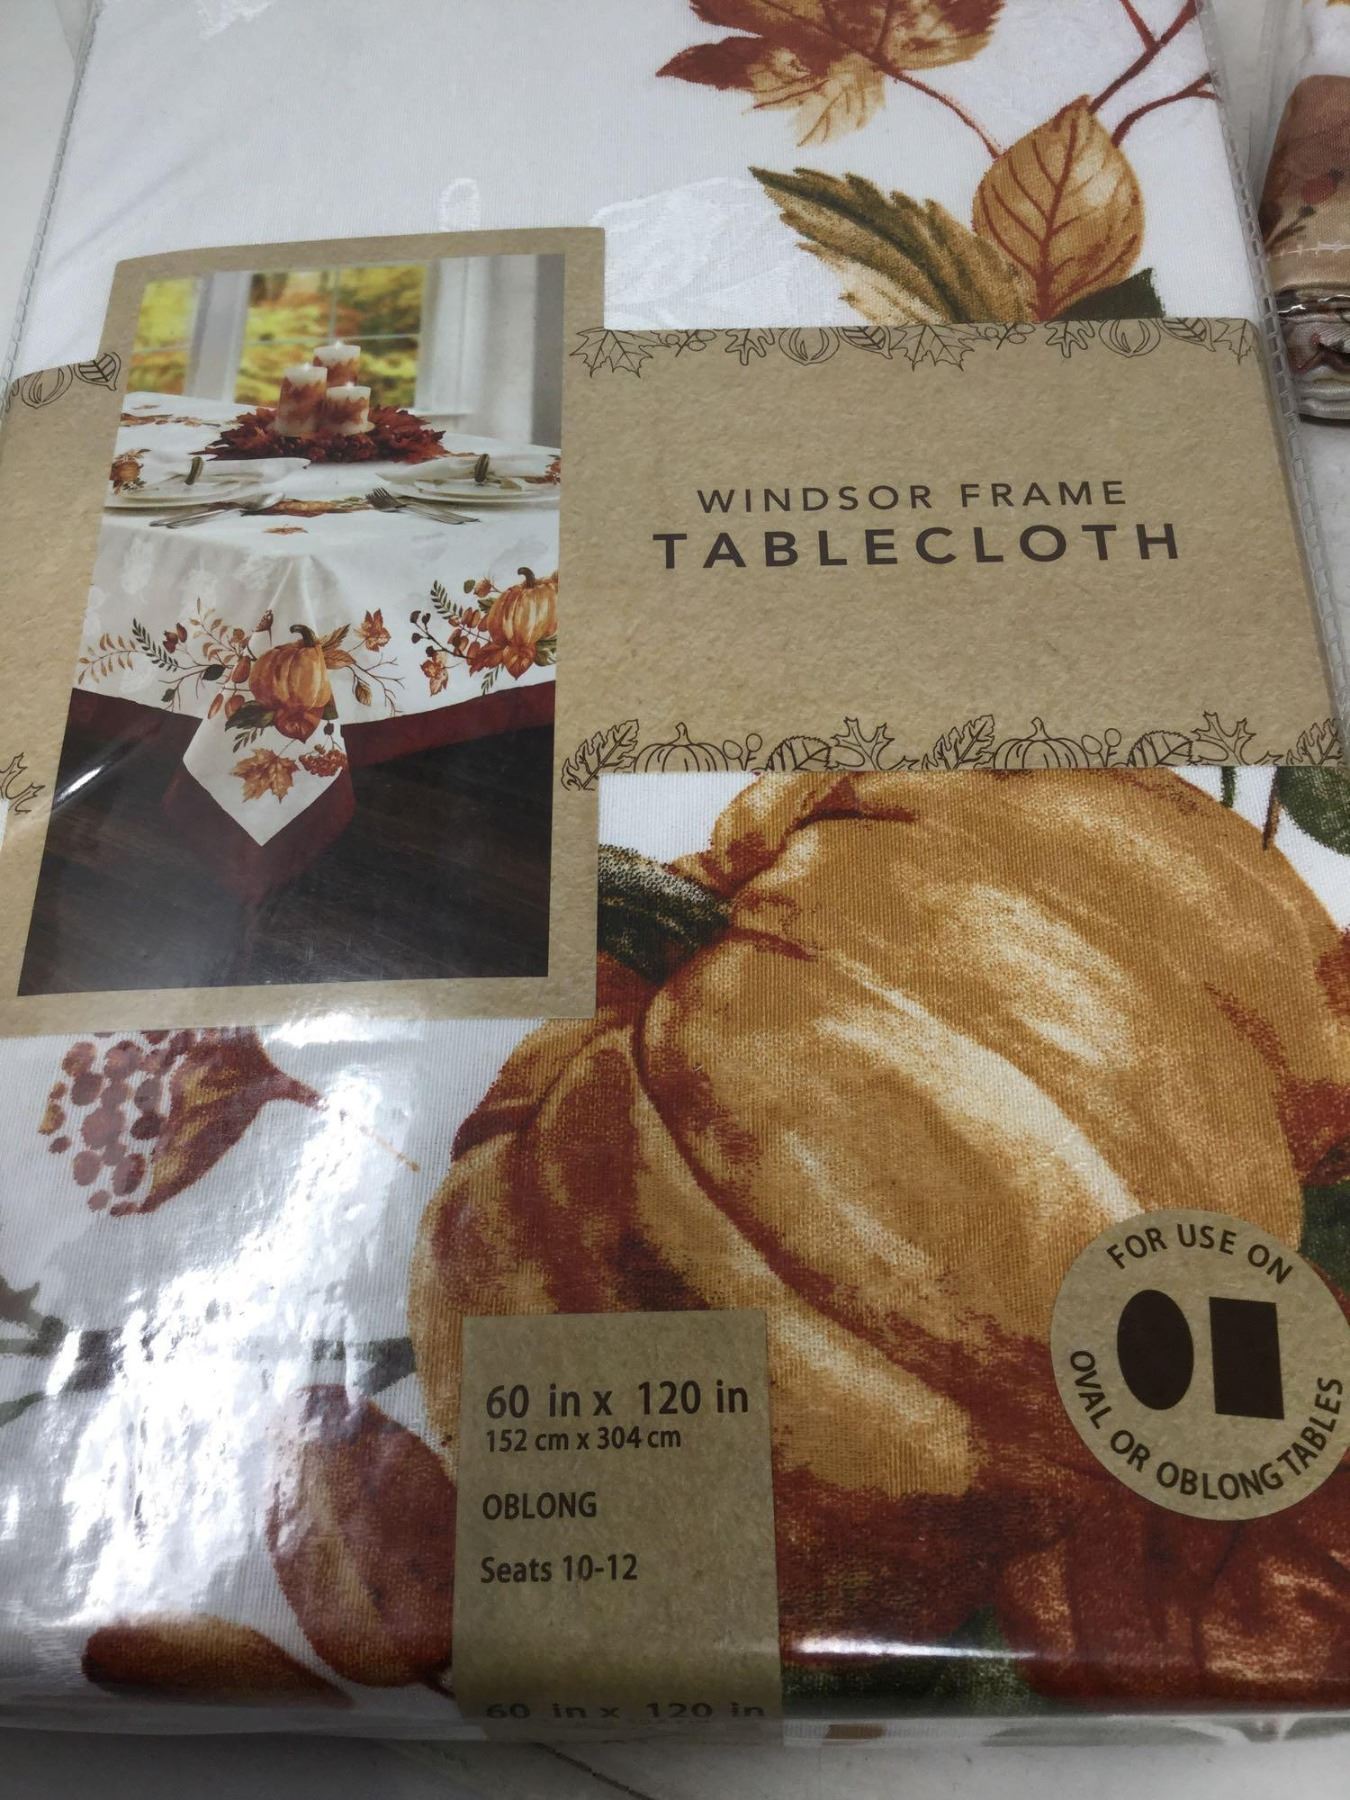 WINDSOR FRAME
TABLECLOTH
FOR USE ON
OVAL OR OBLONG TABLES
60 in x 120 in
152 cm x 304 cm
OBLONG
Seats 10-12
60 in x 120 in